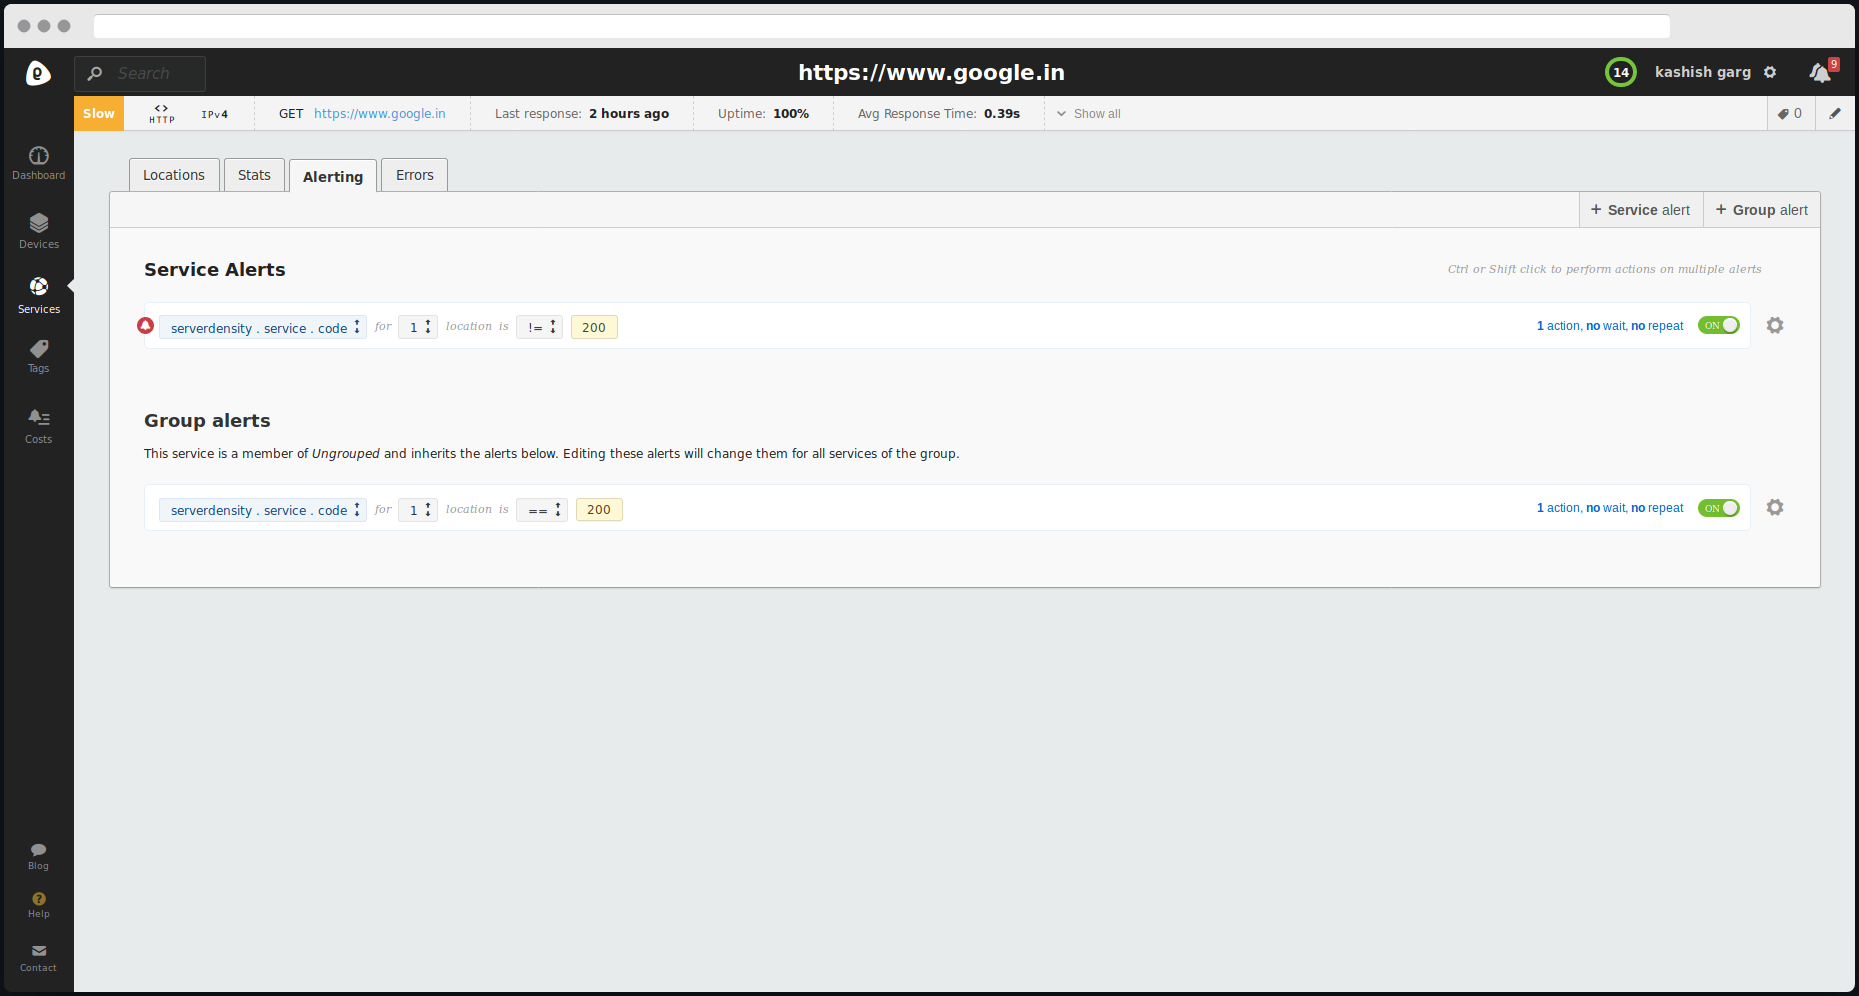 Search
https://www.google.in
14
kashish garg
9
Slow
<> HTTP
IPv4
GET https://www.google.in
Last response: 2 hours ago
Uptime: 100%
Avg Response Time: 0.39s
Show all
0
Dashboard
Devices
Services
Tags
Costs
Blog
Help
Contact
Locations
Stats
Alerting
Errors
+ Service alert
+ Group alert
Service Alerts
Ctrl or Shift click to perform actions on multiple alerts
serverdensity . service . code for 1 location is != 200
1 action, no wait, no repeat
ON
Group alerts
This service is a member of Ungrouped and inherits the alerts below. Editing these alerts will change them for all services of the group.
serverdensity . service . code for 1 location is == 200
1 action, no wait, no repeat
ON